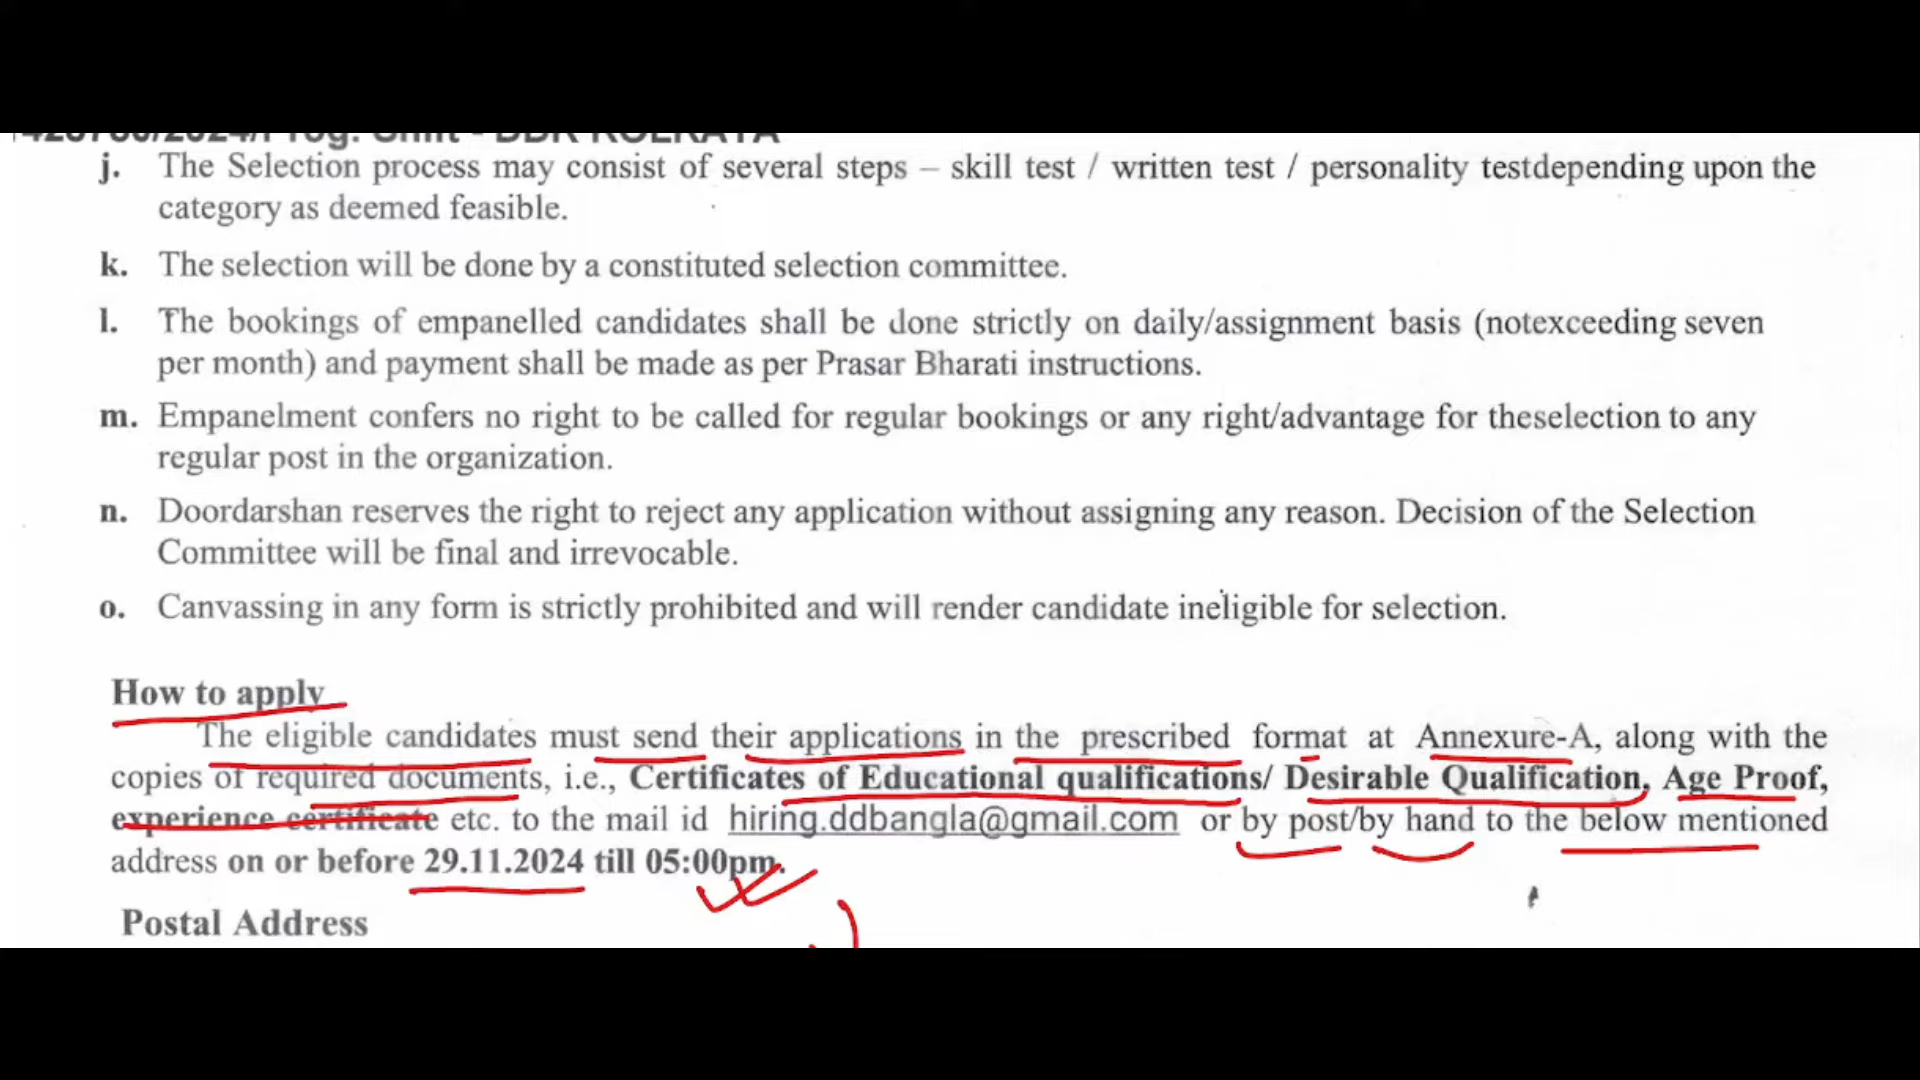 j. The Selection process may consist of several steps – skill test / written test / personality testdepending upon the
category as deemed feasible.
k. The selection will be done by a constituted selection committee.
l. The bookings of empanelled candidates shall be done strictly on daily/assignment basis (notexceeding seven
per month) and payment shall be made as per Prasar Bharati instructions.
m. Empanelment confers no right to be called for regular bookings or any right/advantage for theselection to any
regular post in the organization.
n. Doordarshan reserves the right to reject any application without assigning any reason. Decision of the Selection
Committee will be final and irrevocable.
o. Canvassing in any form is strictly prohibited and will render candidate ineligible for selection.
How to apply
The eligible candidates must send their applications in the prescribed format at Annexure-A, along with the
copies of required documents, i.e., Certificates of Educational qualifications/ Desirable Qualification, Age Proof,
experience certificate etc. to the mail id hiring.ddbangla@gmail.com or by post/by hand to the below mentioned
address on or before 29.11.2024 till 05:00pm.
Postal Address